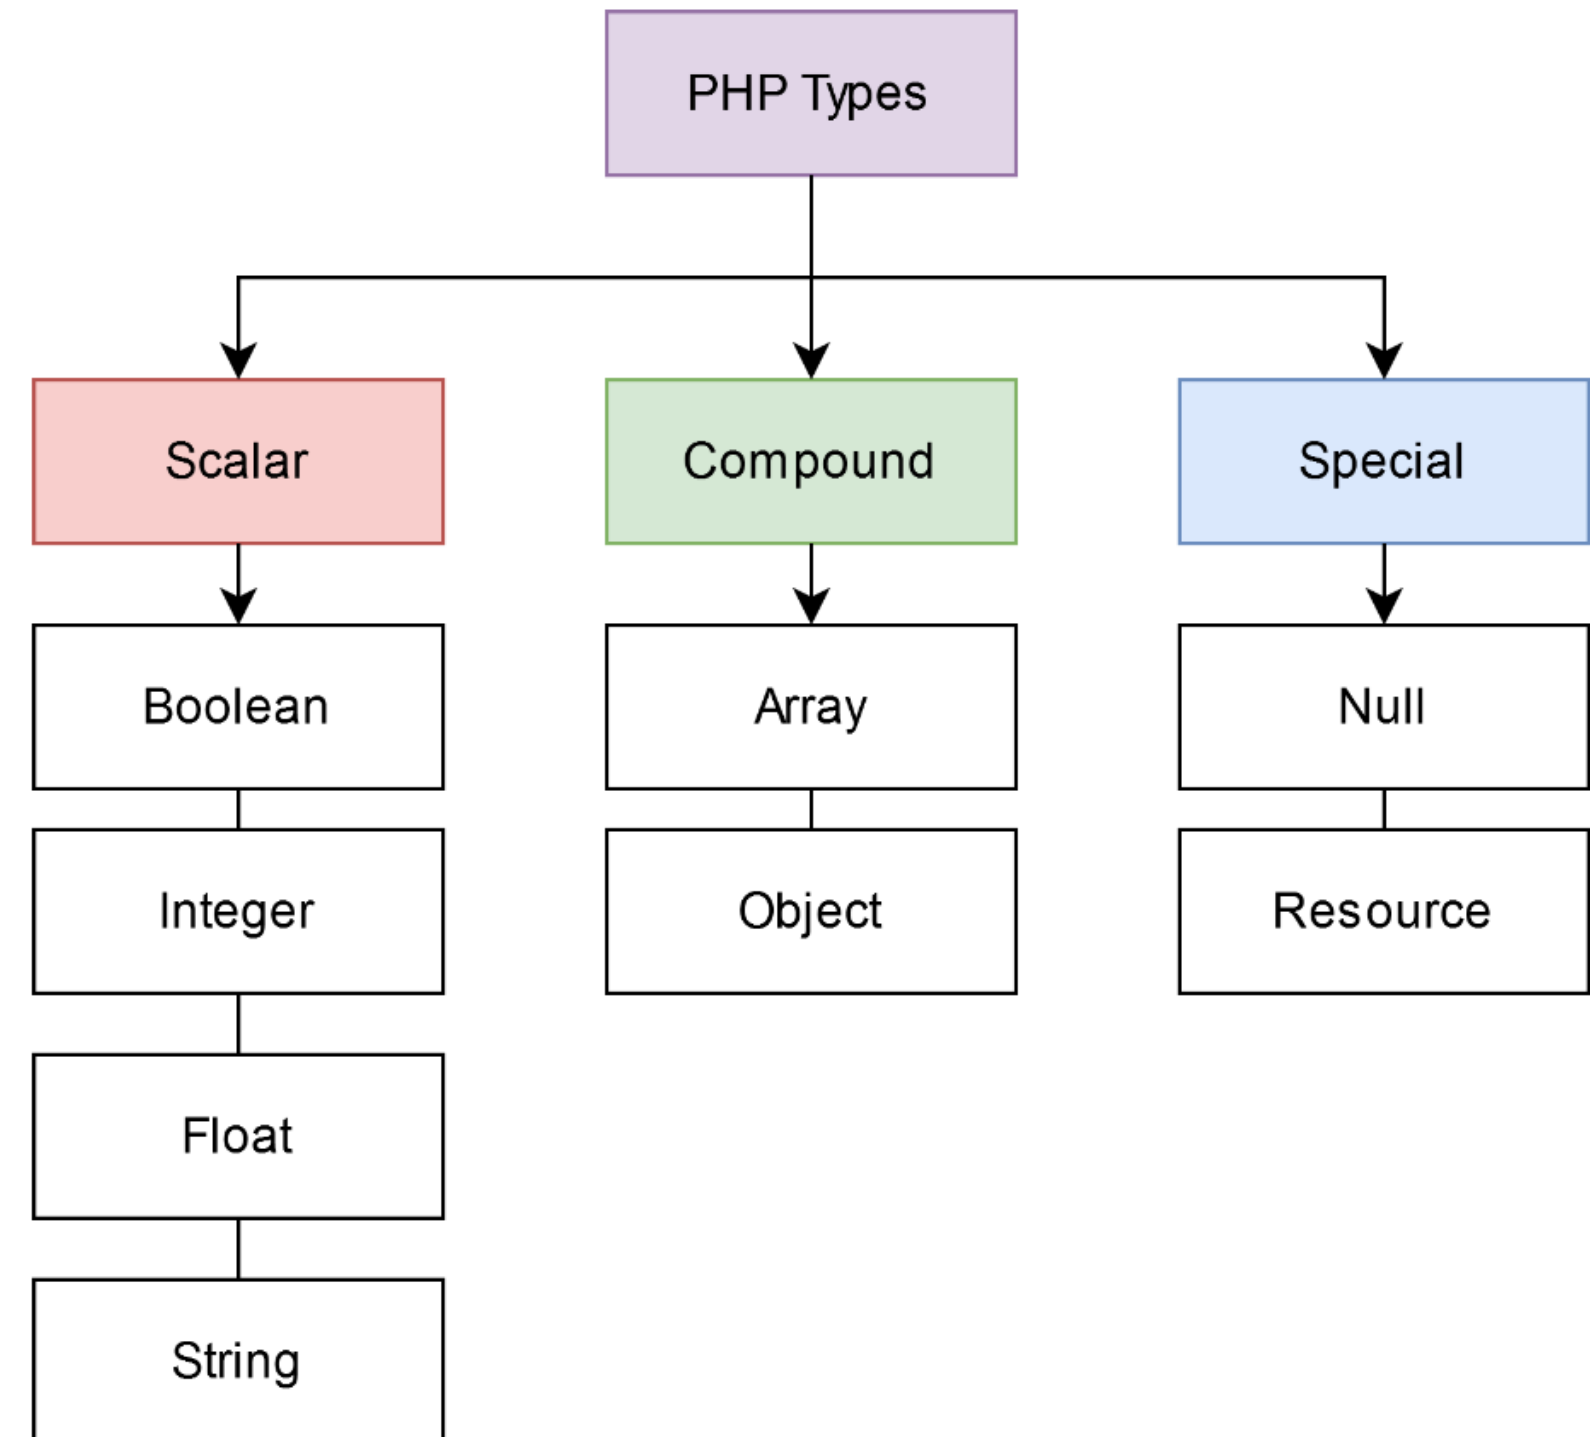 PHP Types
Scalar
Compound
Special
Boolean
Array
Null
Integer
Object
Resource
Float
String